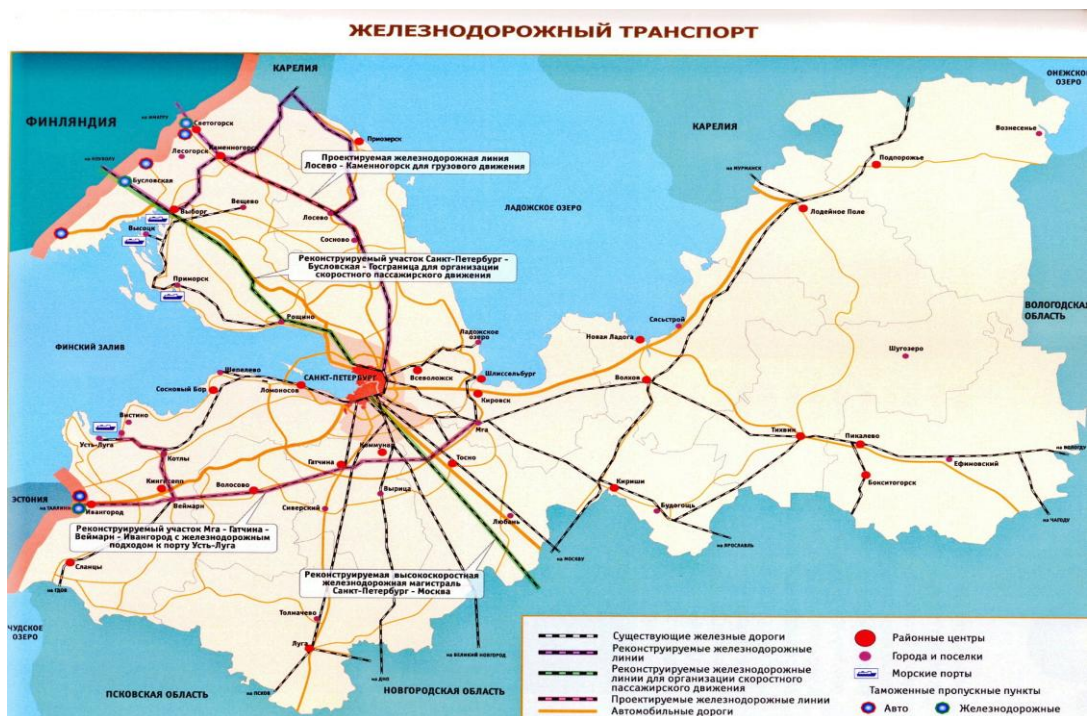 ЖЕЛЕЗНОДОРОЖНЫЙ ТРАНСПОРТ
КАРЕЛИЯ
ОНЕЖСКОЕ
ОЗЕРО
ФИНЛЯНДИЯ
Светогорск
Лесогорск
Каменногорск
Приозерск
КАРЕЛИЯ
Вознесенье
Подпорожье
на МУРМАНСК
Проектируемая железнодорожная линия
Лосево - Каменногорск для грузового движения
Бусловская
Вещево
Выборг
Лосево
Высоцк
Сосново
ЛАДОЖСКОЕ ОЗЕРО
Лодейное Поле
Реконструируемый участок Санкт-Петербург -
Бусловская - Госграница для организации
скоростного пассажирского движения
Приморск
Рощино
ВОЛОГОДСКАЯ
ОБЛАСТЬ
ФИНСКИЙ ЗАЛИВ
Ладожское
озеро
Новая Ладога
Сясьстрой
Шугозеро
Шепелево
САНКТ-ПЕТЕРБУРГ
Всеволожск
Шлиссельбург
Сосновый Бор
Ломоносов
Кировск
Волхов
Вистино
Усть-Луга
Мга
Тихвин
Пикалево
Коммунар
Котлы
Гатчина
Тосно
на ВОЛОГДУ
Ефимовский
Бокситогорск
ЭСТОНИЯ
на ТАЛЛИНН
Кингисепп
Волосово
Вырица
Кириши
Ивангород
Веймарн
Сиверский
Любань
Будогощь
на ЧАГОДУ
Реконструируемый участок Мга - Гатчина -
Веймарн - Ивангород с железнодорожным
подходом к порту Усть-Луга
на МОСКВУ
на ЯРОСЛАВЛЬ
Сланцы
на ГДОВ
Реконструируемая высокоскоростная
железнодорожная магистраль
Санкт-Петербург - Москва
Толмачево
ЧУДСКОЕ
ОЗЕРО
Луга
на ВЕЛИКИЙ НОВГОРОД
на ПСКОВ
на ДНО
ПСКОВСКАЯ ОБЛАСТЬ
НОВГОРОДСКАЯ ОБЛАСТЬ
Существующие железные дороги
Реконструируемые железнодорожные
линии
Реконструируемые железнодорожные
линии для организации скоростного
пассажирского движения
Проектируемые железнодорожные линии
Автомобильные дороги
Районные центры
Города и поселки
Морские порты
Таможенные пропускные пункты
Авто
Железнодорожные